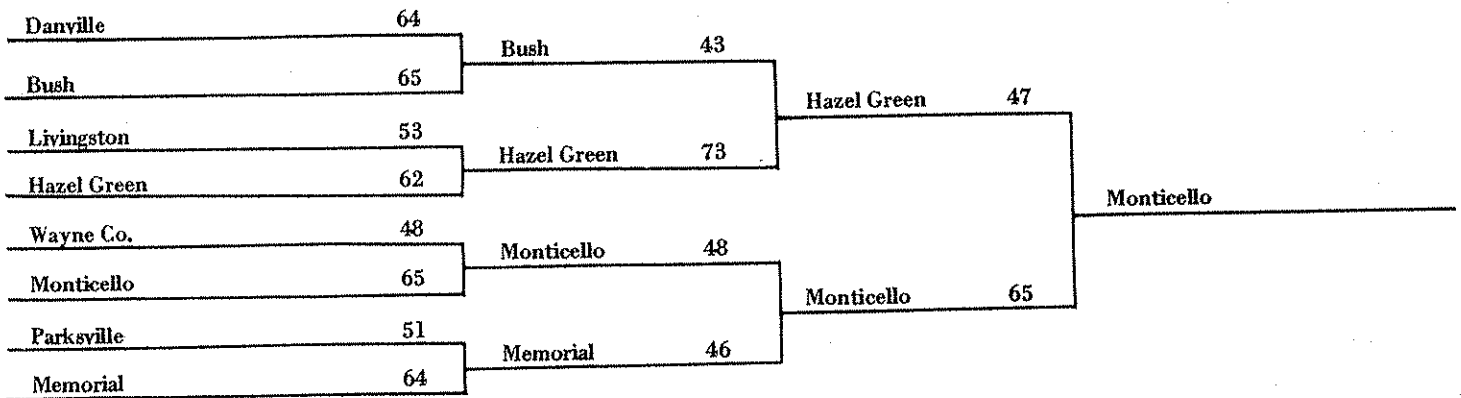 Danville 64
Bush 65
Livingston 53
Hazel Green 62
Wayne Co. 48
Monticello 65
Parksville 51
Memorial 64
Bush 43
Hazel Green 73
Monticello 48
Memorial 46
Hazel Green 47
Monticello 65
Monticello